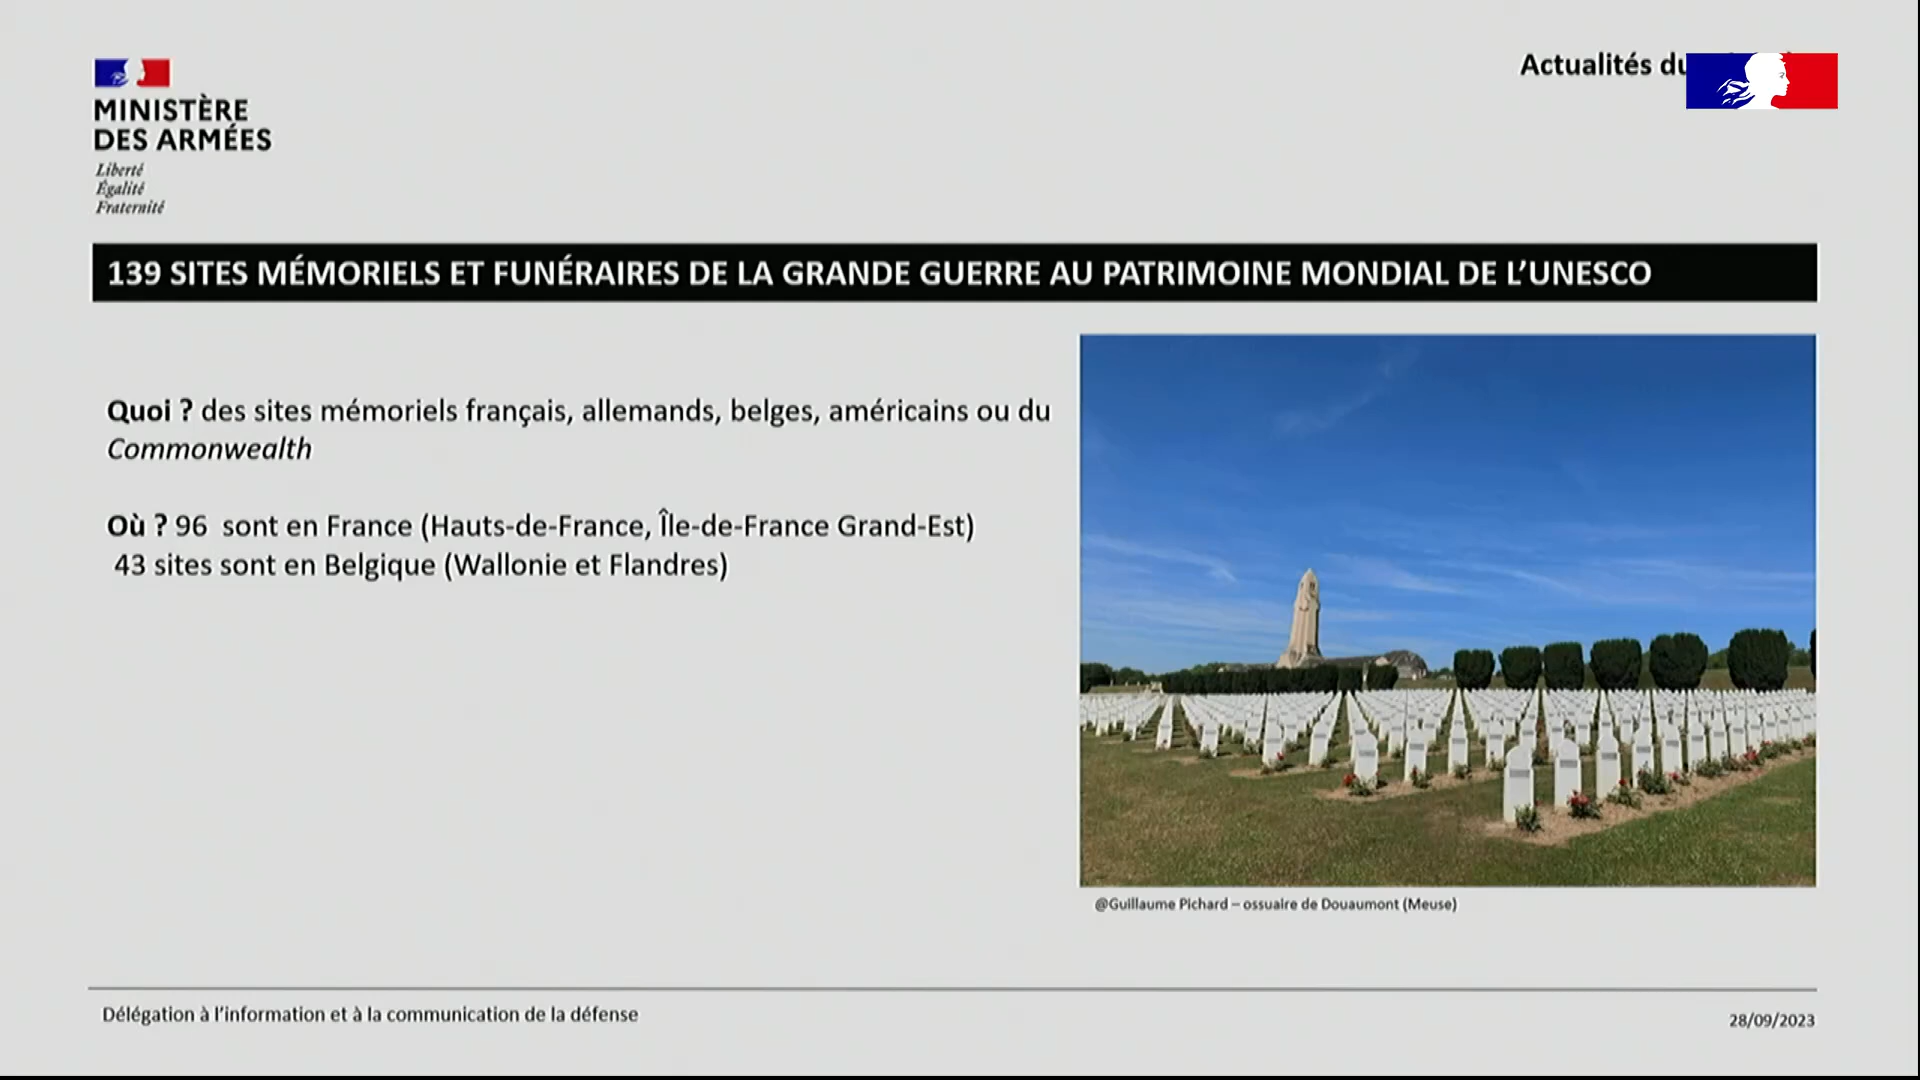 MINISTÈRE
DES ARMÉES
Liberté
Égalité
Fraternité
Actualités du
139 SITES MÉMORIELS ET FUNÉRAIRES DE LA GRANDE GUERRE AU PATRIMOINE MONDIAL DE L’UNESCO
Quoi ? des sites mémoriels français, allemands, belges, américains ou du
Commonwealth
Où ? 96 sont en France (Hauts-de-France, Île-de-France Grand-Est)
43 sites sont en Belgique (Wallonie et Flandres)
@Guillaume Pichard – ossuaire de Douaumont (Meuse)
Délégation à l’information et à la communication de la défense
28/09/2023